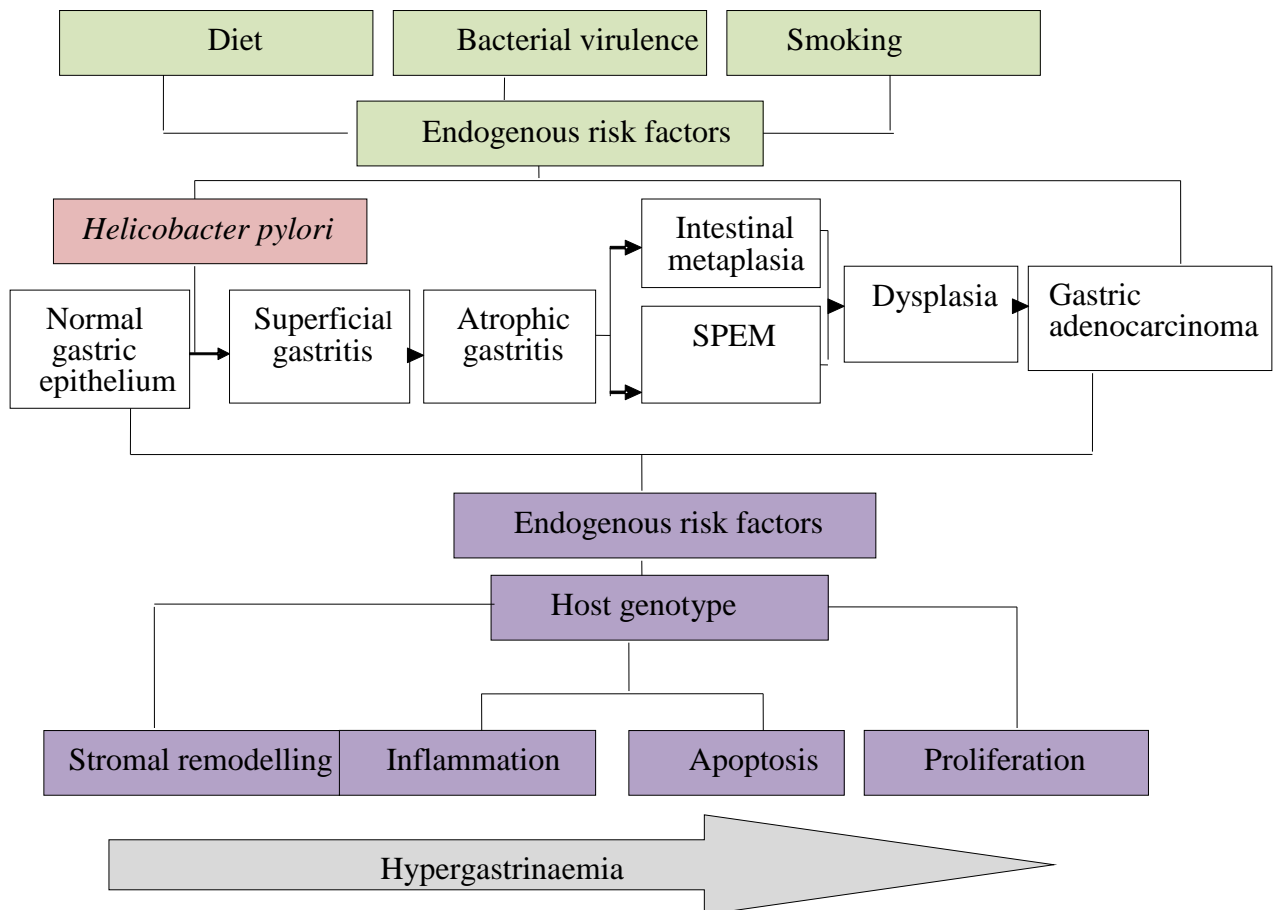 Diet
Bacterial virulence
Smoking
Endogenous risk factors
Helicobacter pylori
Normal
gastric
epithelium
Superficial
gastritis
Atrophic
gastritis
Intestinal
metaplasia
SPEM
Dysplasia
Gastric
adenocarcinoma
Endogenous risk factors
Host genotype
Stromal remodelling
Inflammation
Apoptosis
Proliferation
Hypergastrinaemia